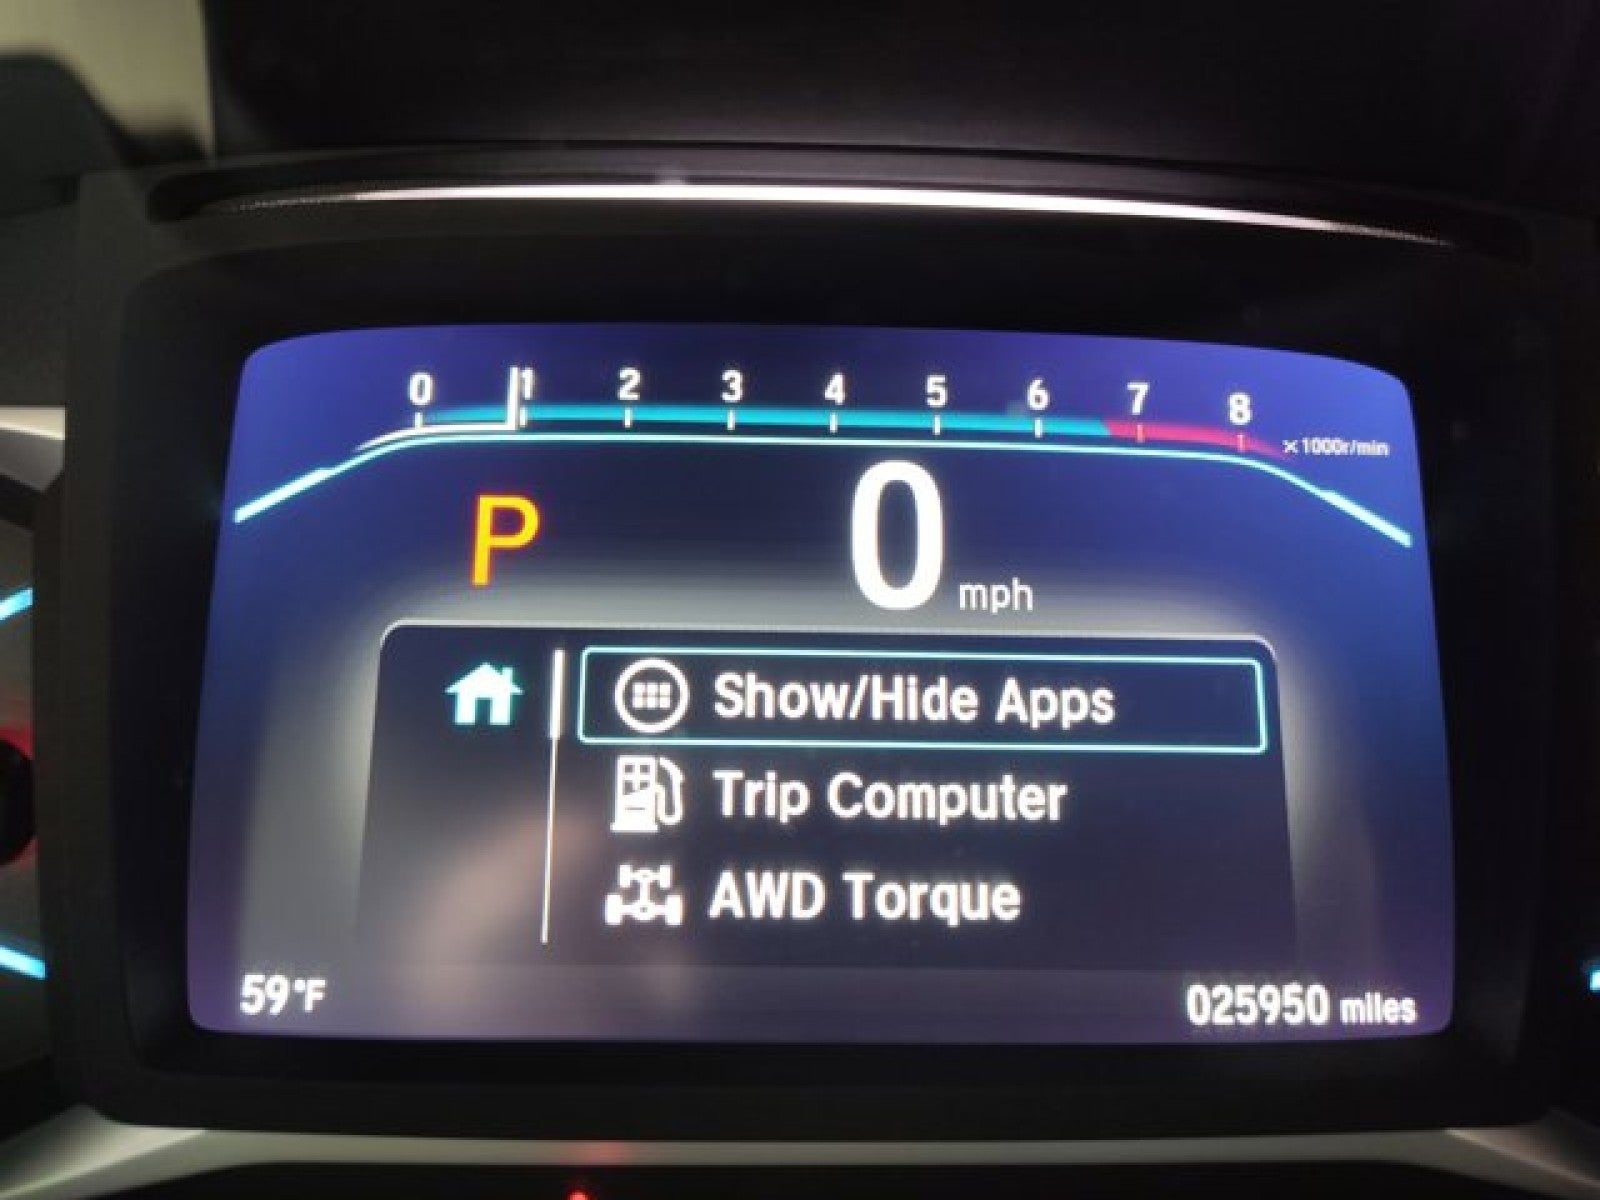 0 1 2 3 4 5 6 7 8
×1000r/min
P 0 mph
Show/Hide Apps
Trip Computer
AWD Torque
59°F 025950 miles